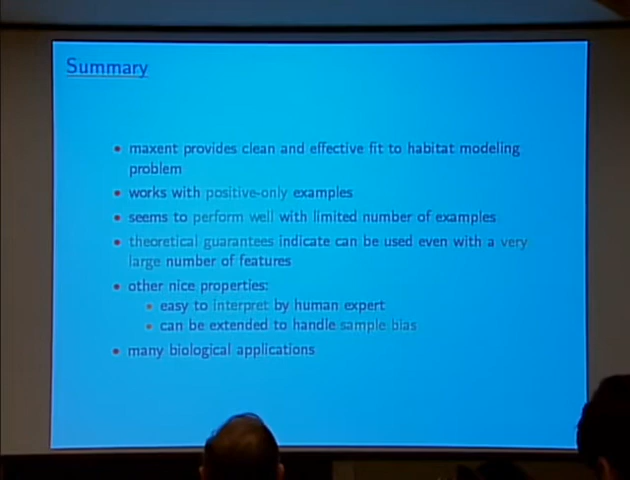 Summary
• maxent provides clean and effective fit to habitat modeling
problem
• works with positive-only examples
• seems to perform well with limited number of examples
• theoretical guarantees indicate can be used even with a very
large number of features
• other nice properties:
• easy to interpret by human expert
• can be extended to handle sample bias
• many biological applications